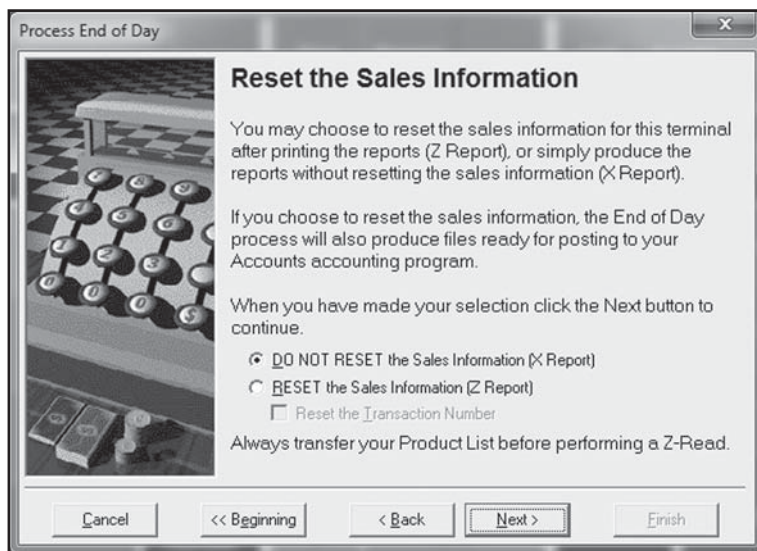 Process End of Day
Reset the Sales Information
You may choose to reset the sales information for this terminal
after printing the reports (Z Report), or simply produce the
reports without resetting the sales information (X Report).
If you choose to reset the sales information, the End of Day
process will also produce files ready for posting to your
Accounts accounting program.
When you have made your selection click the Next button to
continue.
DO NOT RESET the Sales Information (X Report)
RESET the Sales Information (Z Report)
Reset the Transaction Number
Always transfer your Product List before performing a Z-Read.
Cancel
<< Beginning
< Back
Next >
Finish